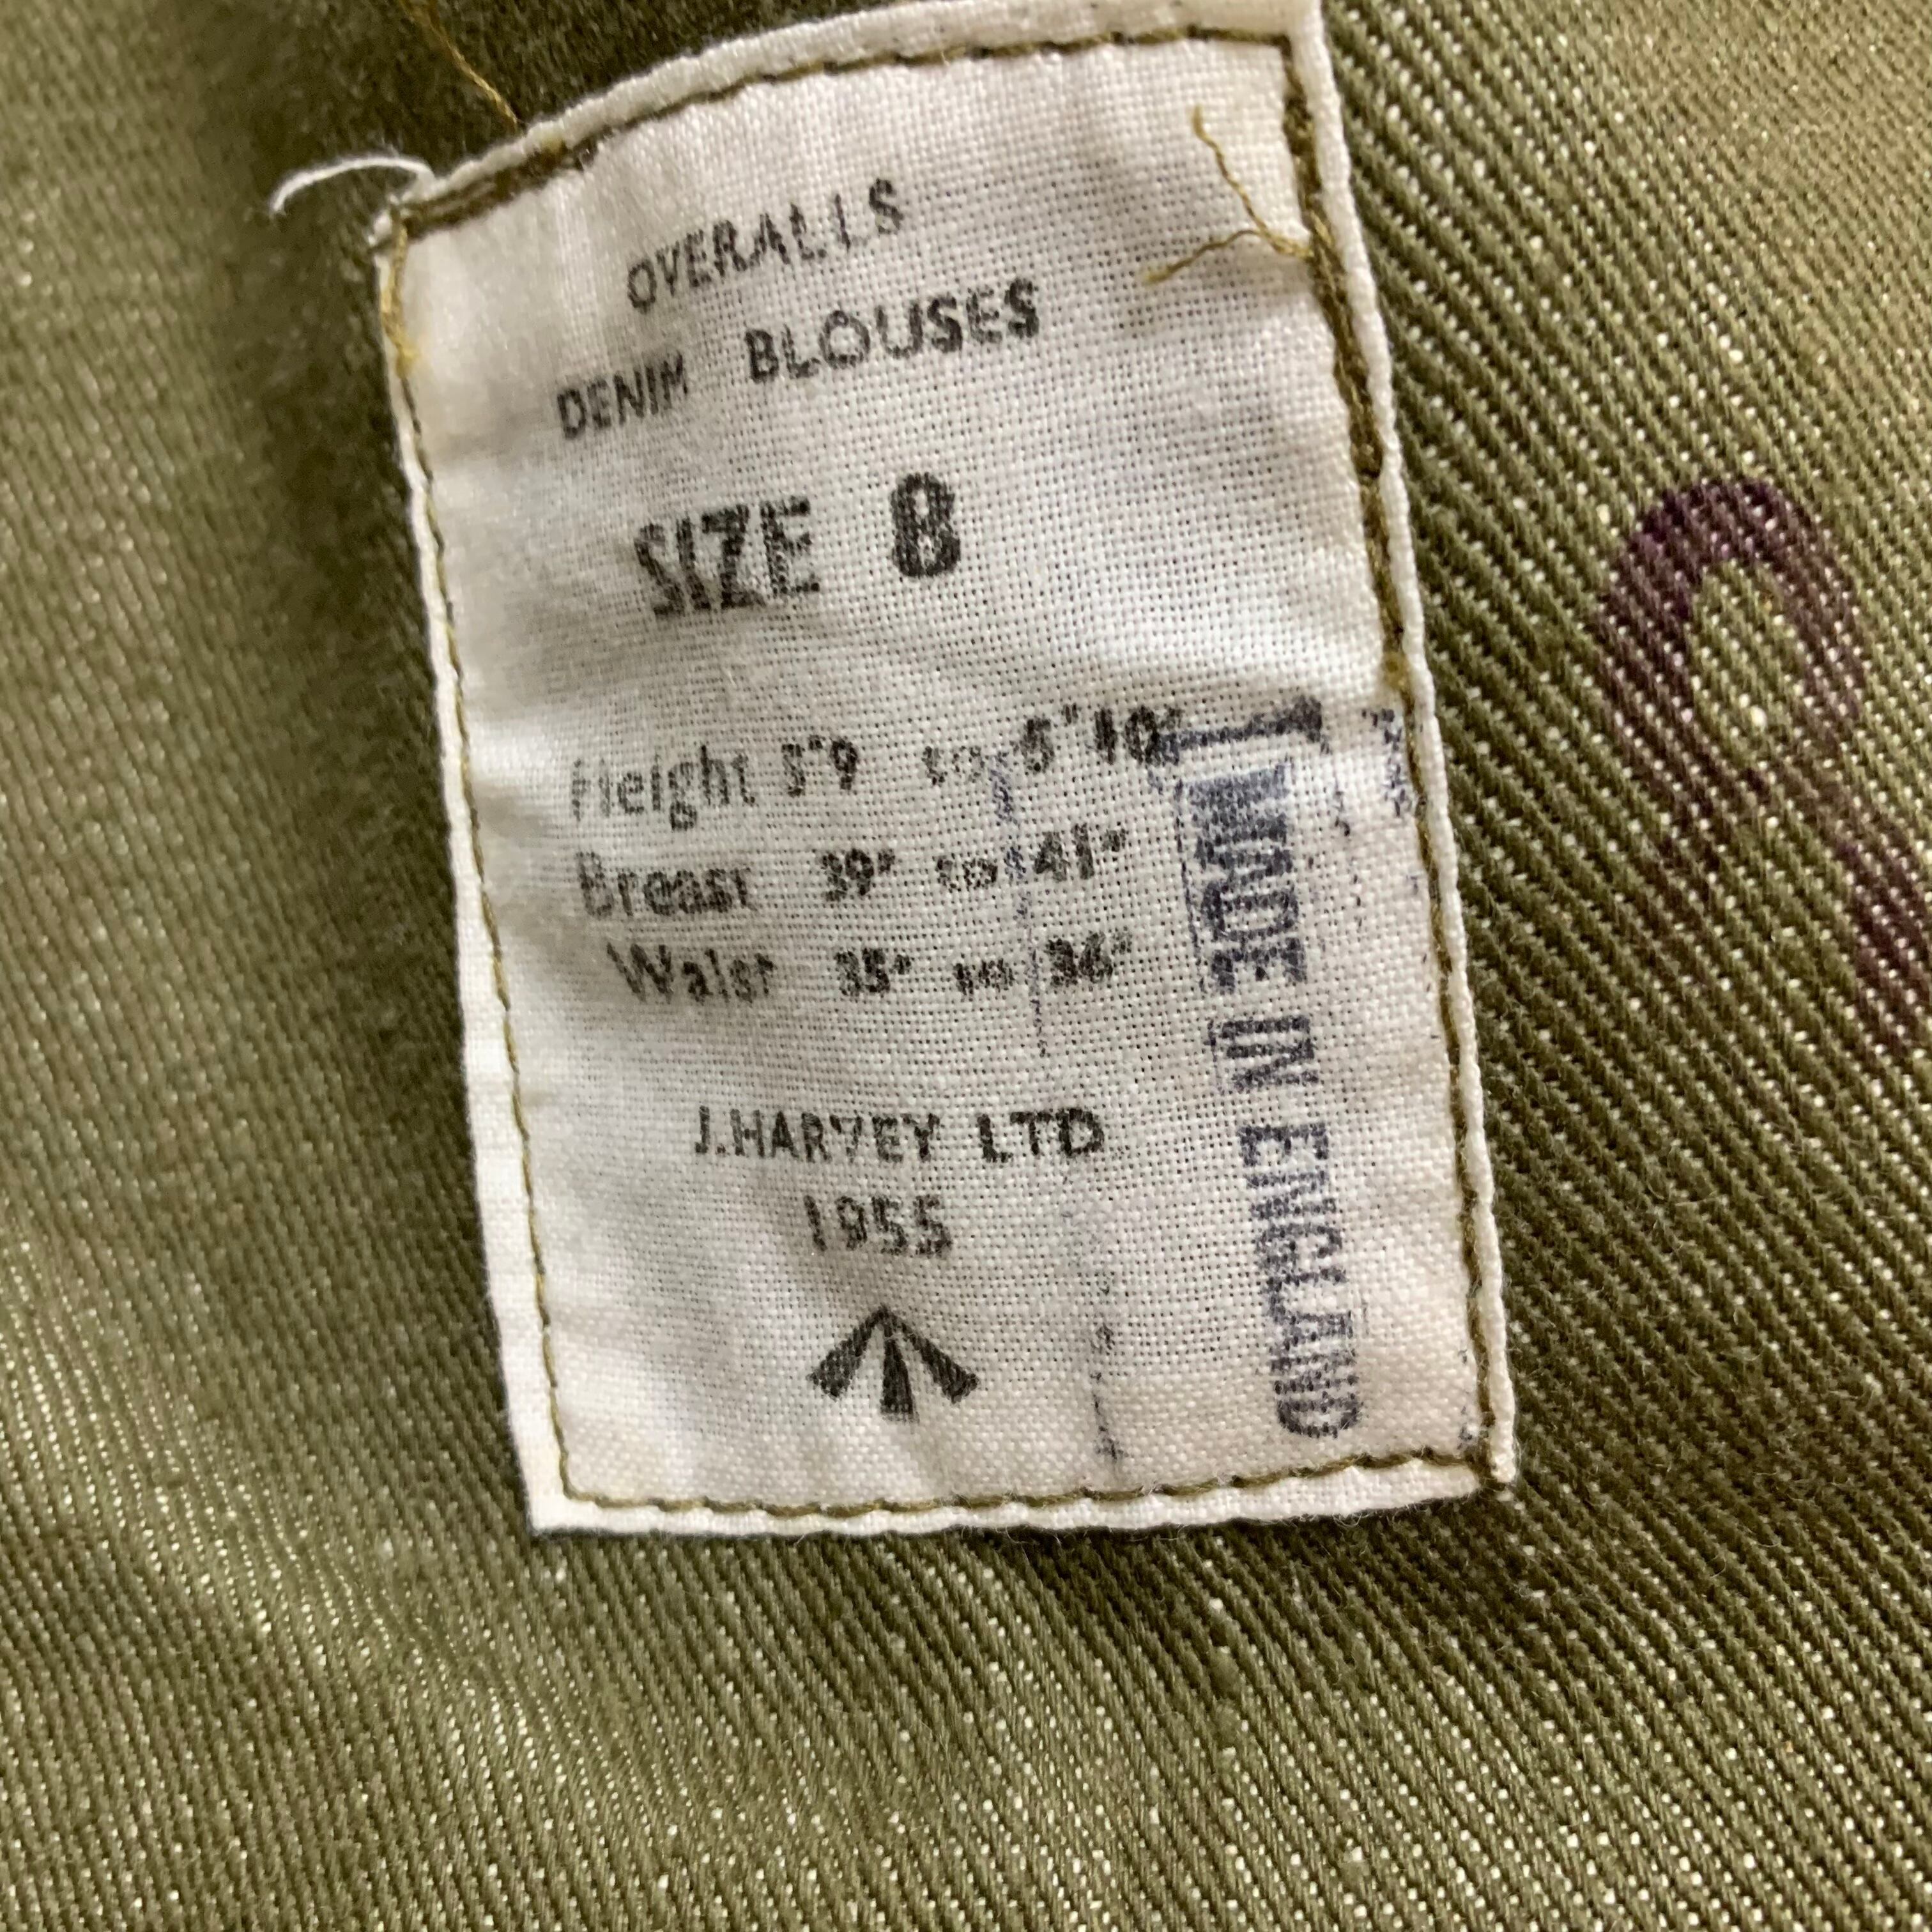 OVERALLS
DENIM BLOUSES
SIZE 8
Height 5"9 to 5"10"
Breast 39" to 41"
Waist 35" to 36"
J.HARVEY LTD
1955
MADE IN ENGLAND